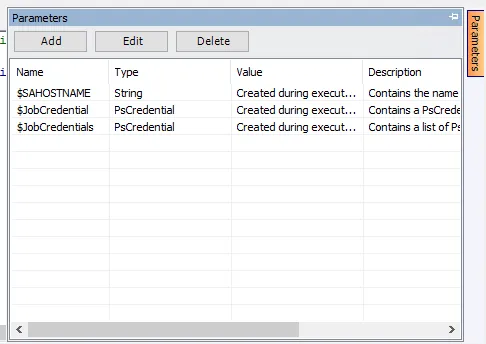 Parameters
Add Edit Delete
Name Type Value Description
$SAHOSTNAME String Created during execut... Contains the name
$JobCredential PsCredential Created during execut... Contains a PsCrede
$JobCredentials PsCredential Created during execut... Contains a list of Ps
Parameters